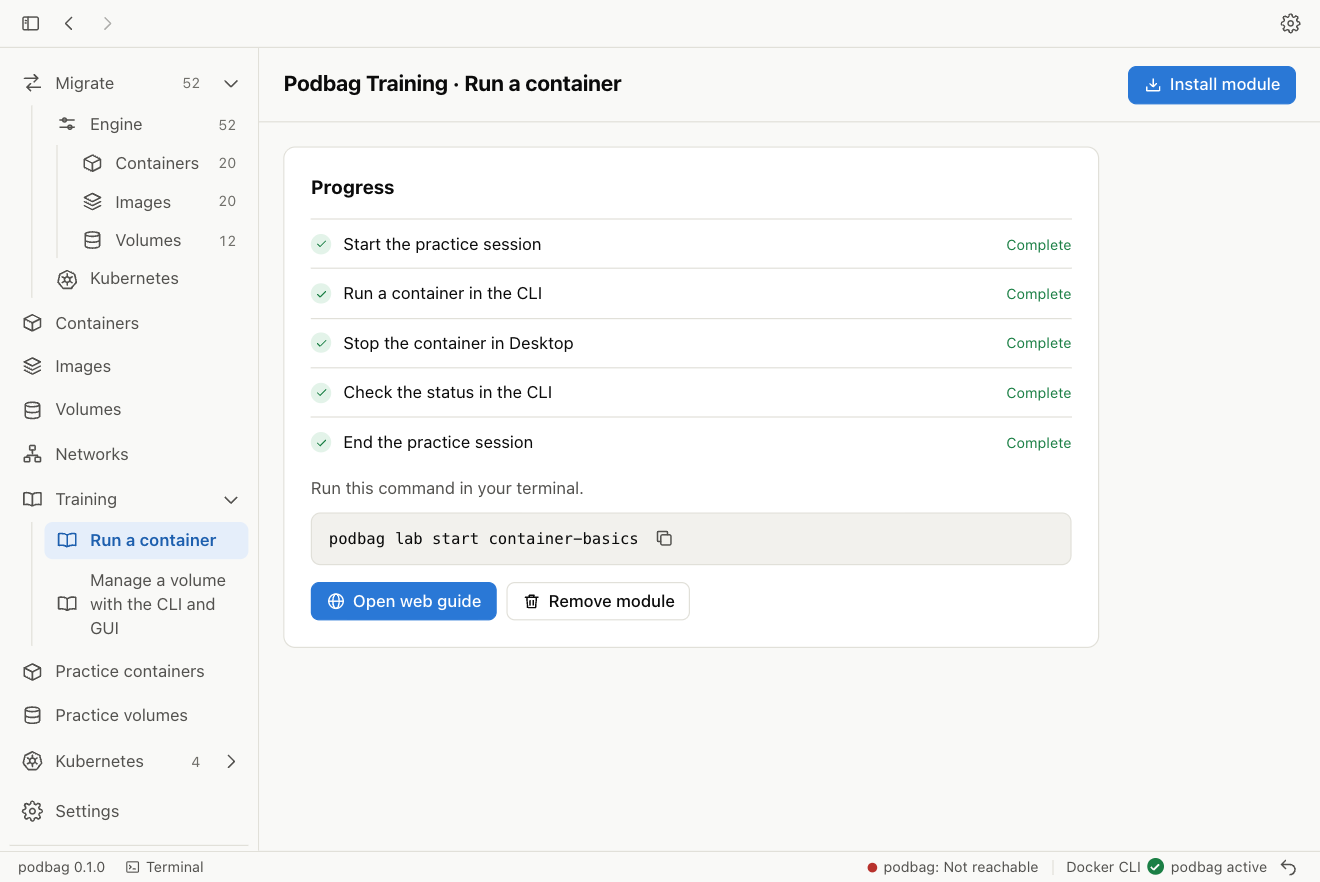 Migrate 52
Engine 52
Containers 20
Images 20
Volumes 12
Kubernetes
Containers
Images
Volumes
Networks
Training
Run a container
Manage a volume
with the CLI and
GUI
Practice containers
Practice volumes
Kubernetes 4
Settings
Podbag Training · Run a container
Install module
Progress
Start the practice session Complete
Run a container in the CLI Complete
Stop the container in Desktop Complete
Check the status in the CLI Complete
End the practice session Complete
Run this command in your terminal.
podbag lab start container-basics
Open web guide Remove module
podbag 0.1.0 Terminal podbag: Not reachable Docker CLI podbag active